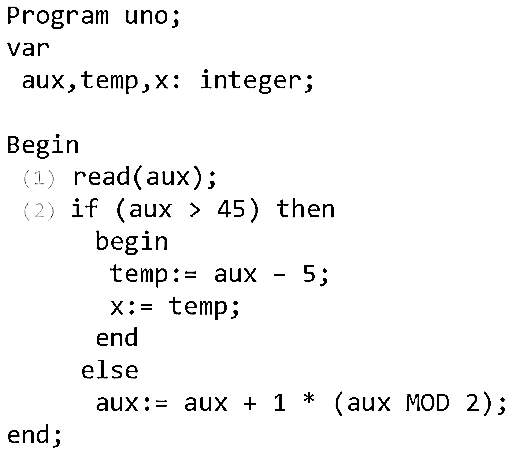 Program uno;
var
aux,temp,x: integer;
Begin
(1) read(aux);
(2) if (aux > 45) then
begin
temp:= aux – 5;
x:= temp;
end
else
aux:= aux + 1 * (aux MOD 2);
end;